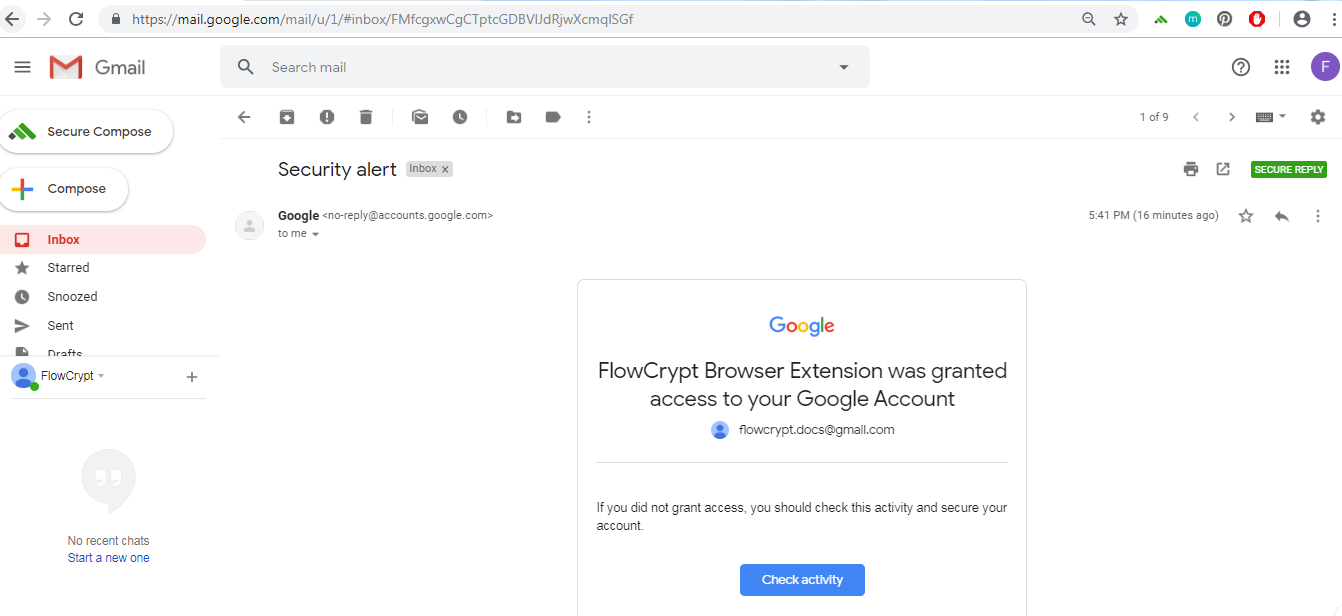 https://mail.google.com/mail/u/1/#inbox/FMfcgxwCgCTptcGDBVlJdRjwXcmqlSGf
m
Gmail
Search mail
F
Secure Compose
1 of 9
Security alert Inbox x
SECURE REPLY
Compose
Google <no-reply@accounts.google.com>
5:41 PM (16 minutes ago)
to me
Inbox
Starred
Snoozed
Sent
Drafts
FlowCrypt
No recent chats
Start a new one
Google
FlowCrypt Browser Extension was granted
access to your Google Account
flowcrypt.docs@gmail.com
If you did not grant access, you should check this activity and secure your
account.
Check activity